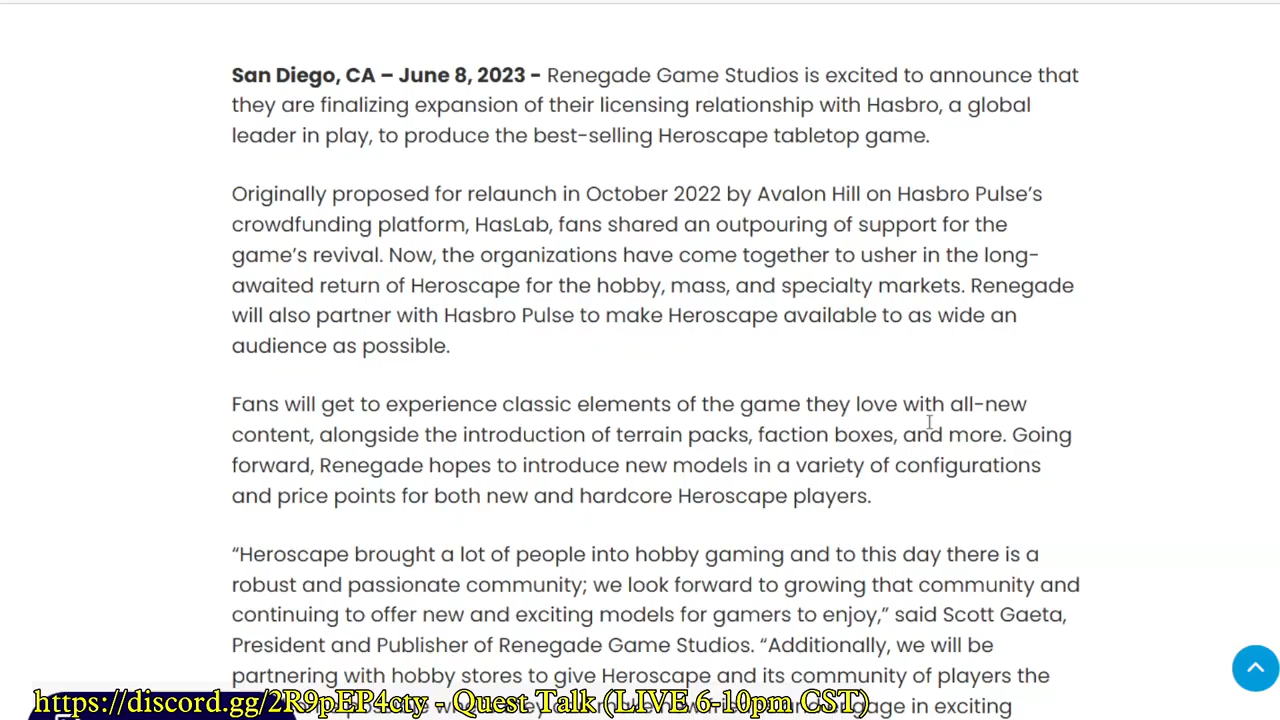 San Diego, CA – June 8, 2023 - Renegade Game Studios is excited to announce that
they are finalizing expansion of their licensing relationship with Hasbro, a global
leader in play, to produce the best-selling Heroscape tabletop game.
Originally proposed for relaunch in October 2022 by Avalon Hill on Hasbro Pulse’s
crowdfunding platform, HasLab, fans shared an outpouring of support for the
game’s revival. Now, the organizations have come together to usher in the long-
awaited return of Heroscape for the hobby, mass, and specialty markets. Renegade
will also partner with Hasbro Pulse to make Heroscape available to as wide an
audience as possible.
Fans will get to experience classic elements of the game they love with all-new
content, alongside the introduction of terrain packs, faction boxes, and more. Going
forward, Renegade hopes to introduce new models in a variety of configurations
and price points for both new and hardcore Heroscape players.
“Heroscape brought a lot of people into hobby gaming and to this day there is a
robust and passionate community; we look forward to growing that community and
continuing to offer new and exciting models for gamers to enjoy,” said Scott Gaeta,
President and Publisher of Renegade Game Studios. “Additionally, we will be
partnering with hobby stores to give Heroscape and its community of players the
https://discord.gg/2R9pEP4cty - Quest Talk (LIVE 6-10pm CST)
in exciting